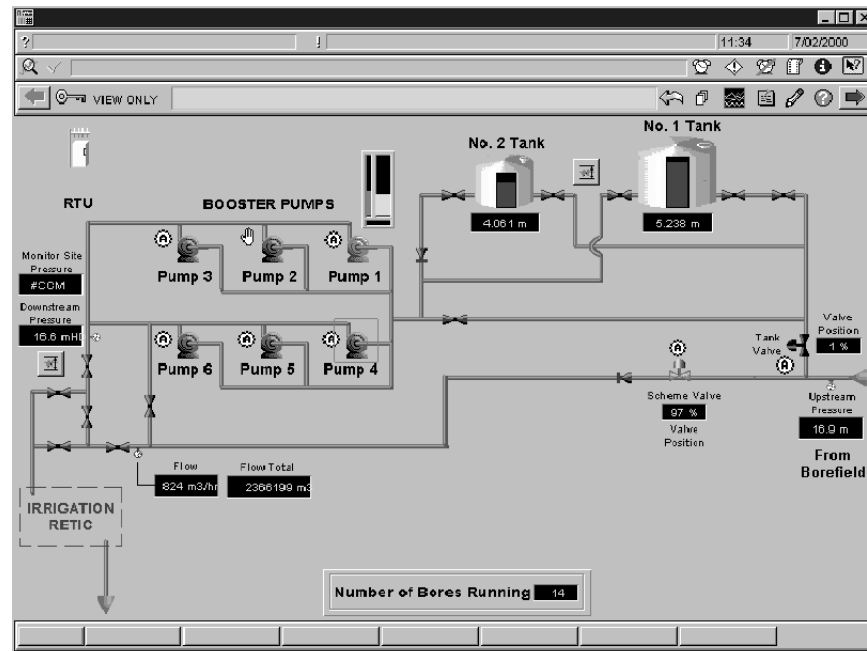 ?
!
11:34
7/02/2000
VIEW ONLY
No. 1 Tank
No. 2 Tank
RTU
BOOSTER PUMPS
4.061 m
5.238 m
A
A
Monitor Site
Pressure
#COM
Pump 3
Pump 2
Pump 1
Downstream
Pressure
16.6 mH
Valve
Position
1 %
Tank
Valve
A
A
A
A
A
Pump 6
Pump 5
Pump 4
Scheme Valve
97 %
Valve
Position
Upstream
Pressure
16.9 m
From
Borefield
Flow
824 m3/hr
Flow Total
2366199 m3
IRRIGATION
RETIC
Number of Bores Running
14